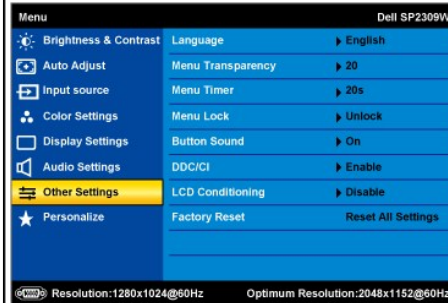 Menu Dell SP2309W
Brightness & Contrast Language English
Auto Adjust Menu Transparency 20
Input source Menu Timer 20s
Color Settings Menu Lock Unlock
Display Settings Button Sound On
Audio Settings DDC/CI Enable
Other Settings LCD Conditioning Disable
Personalize Factory Reset Reset All Settings
Resolution:1280x1024@60Hz Optimum Resolution:2048x1152@60Hz